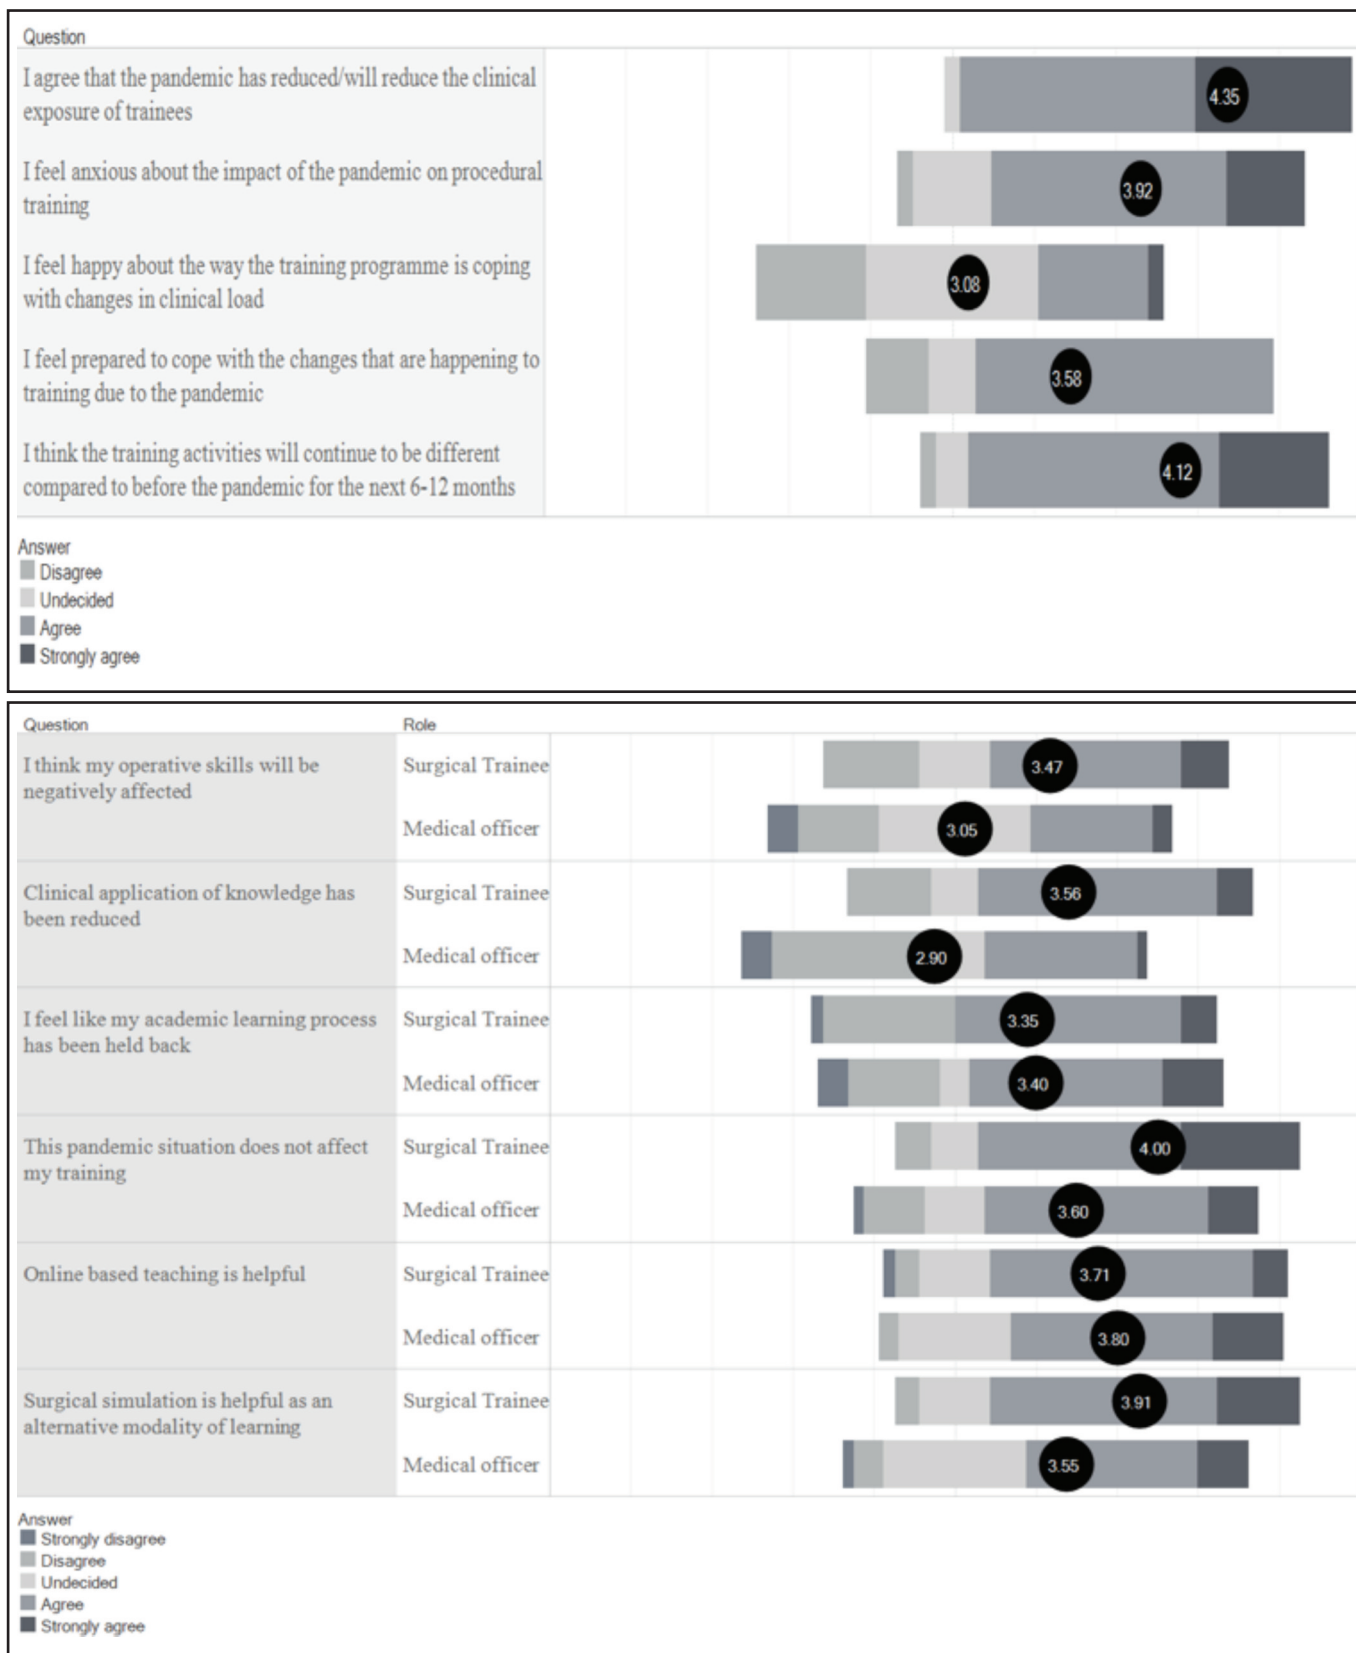 Question
I agree that the pandemic has reduced/will reduce the clinical
exposure of trainees
4.35
I feel anxious about the impact of the pandemic on procedural
training
3.92
I feel happy about the way the training programme is coping
with changes in clinical load
3.08
I feel prepared to cope with the changes that are happening to
training due to the pandemic
3.58
I think the training activities will continue to be different
compared to before the pandemic for the next 6-12 months
4.12
Answer
Disagree
Undecided
Agree
Strongly agree
Question Role
I think my operative skills will be
negatively affected
Surgical Trainee 3.47
Medical officer 3.05
Clinical application of knowledge has
been reduced
Surgical Trainee 3.56
Medical officer 2.90
I feel like my academic learning process
has been held back
Surgical Trainee 3.35
Medical officer 3.40
This pandemic situation does not affect
my training
Surgical Trainee 4.00
Medical officer 3.60
Online based teaching is helpful
Surgical Trainee 3.71
Medical officer 3.80
Surgical simulation is helpful as an
alternative modality of learning
Surgical Trainee 3.91
Medical officer 3.55
Answer
Strongly disagree
Disagree
Undecided
Agree
Strongly agree